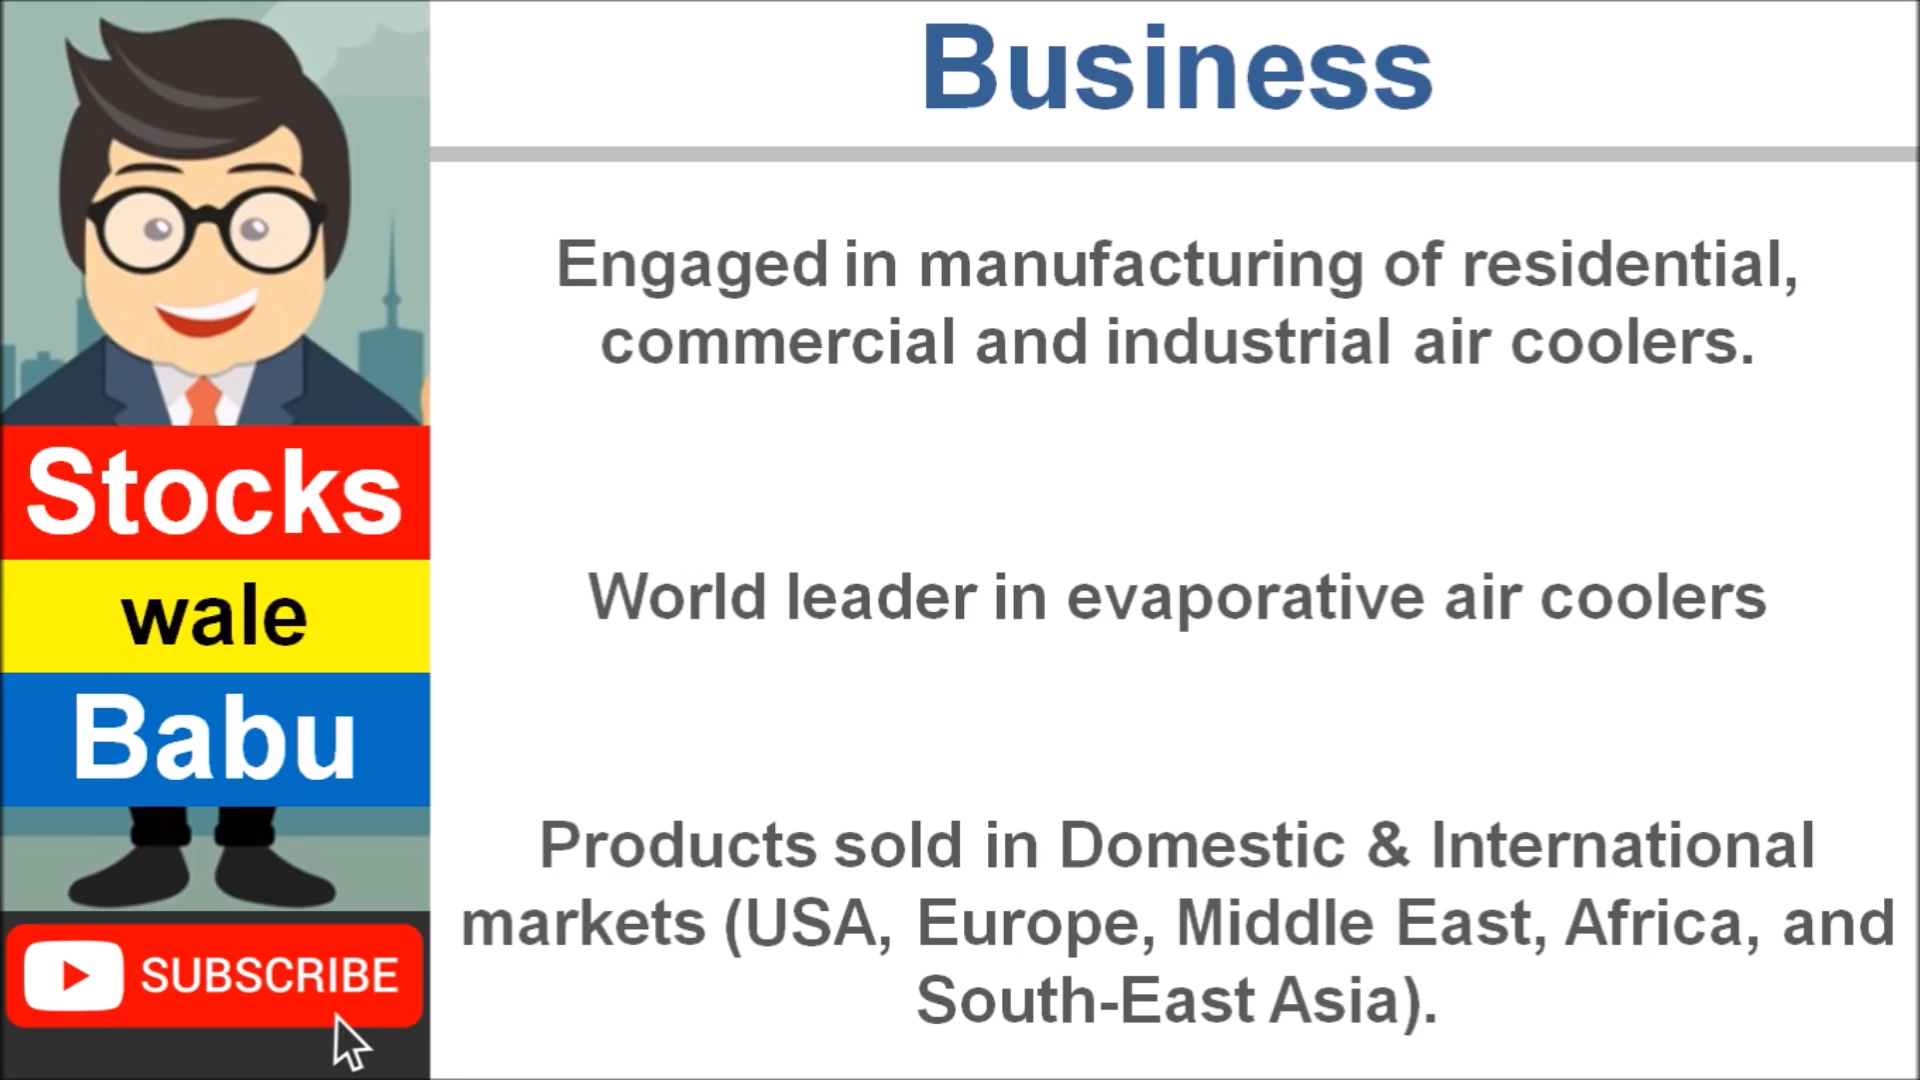 Business
Engaged in manufacturing of residential,
commercial and industrial air coolers.
World leader in evaporative air coolers
Products sold in Domestic & International
markets (USA, Europe, Middle East, Africa, and
South-East Asia).
Stocks
wale
Babu
SUBSCRIBE